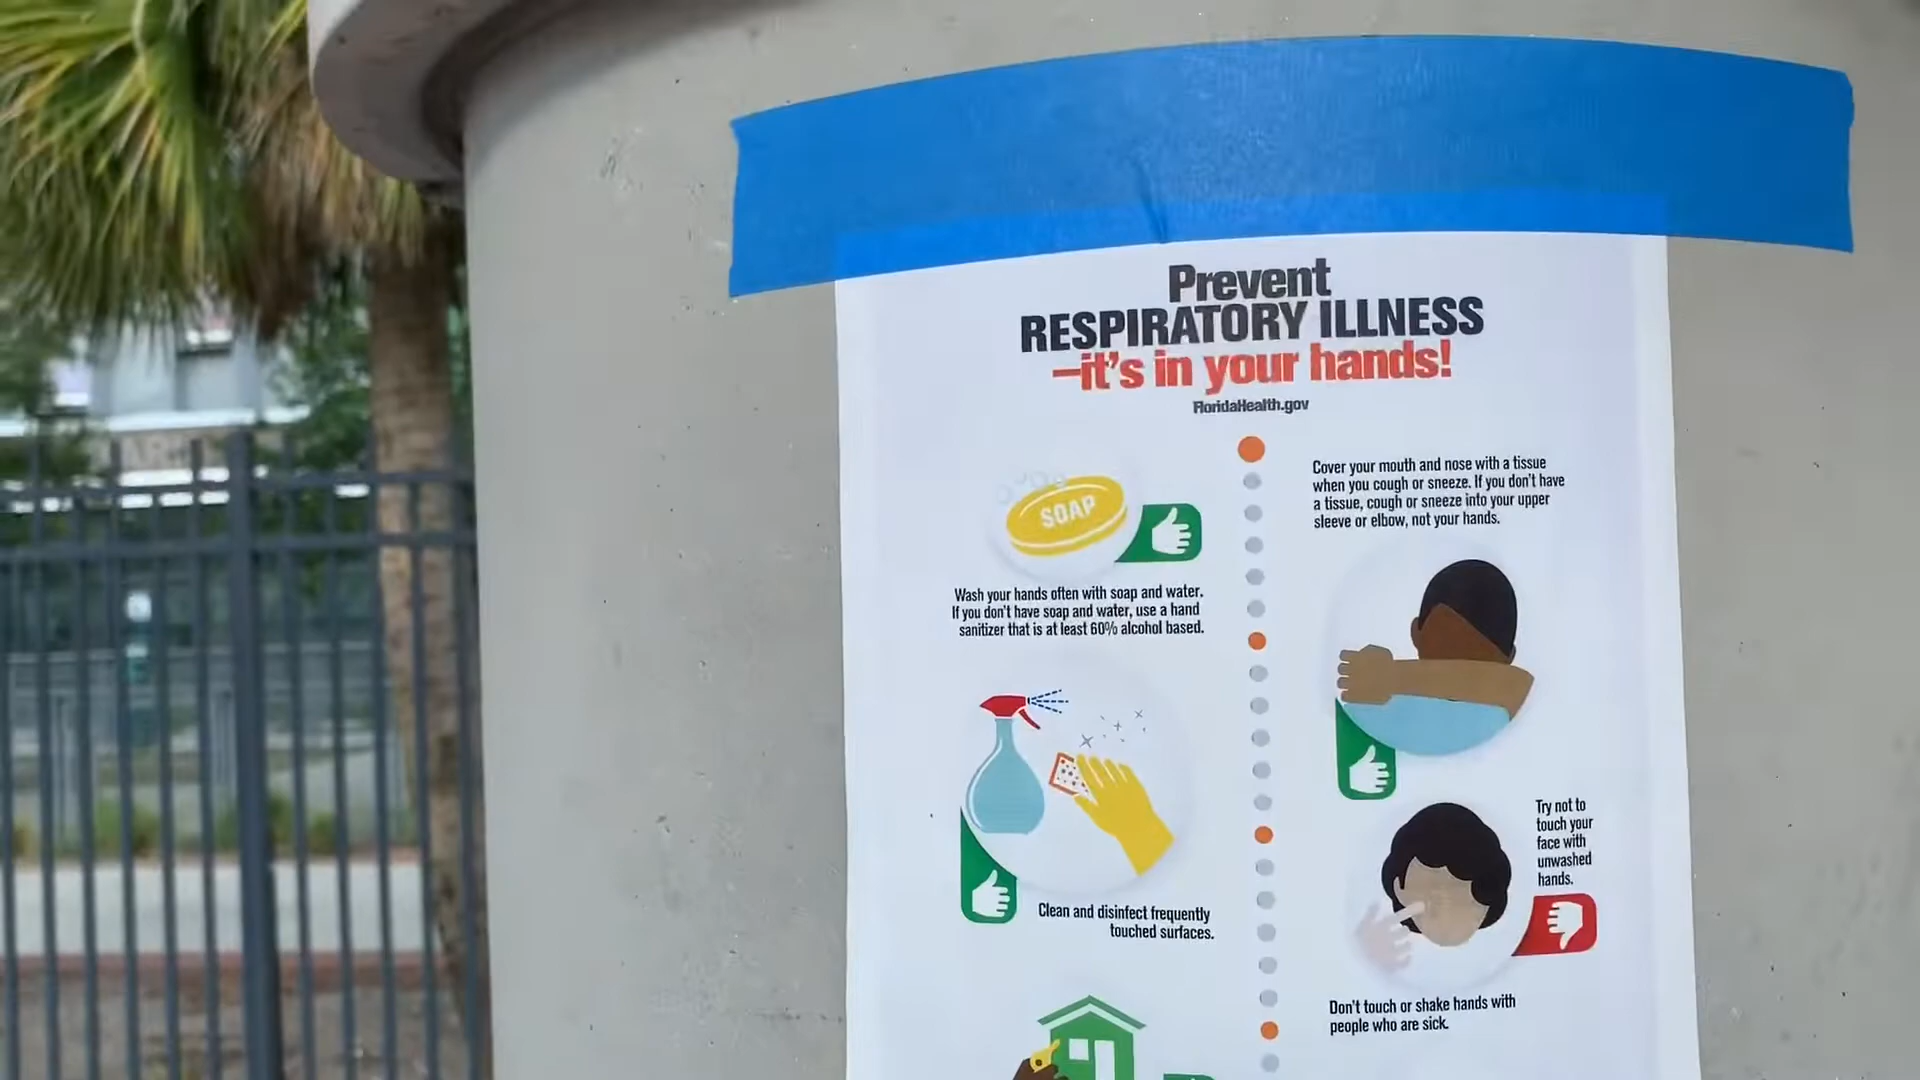 Prevent
RESPIRATORY ILLNESS
–it's in your hands!
FloridaHealth.gov
SOAP
Wash your hands often with soap and water.
If you don't have soap and water, use a hand
sanitizer that is at least 60% alcohol based.
Clean and disinfect frequently
touched surfaces.
Cover your mouth and nose with a tissue
when you cough or sneeze. If you don't have
a tissue, cough or sneeze into your upper
sleeve or elbow, not your hands.
Try not to
touch your
face with
unwashed
hands.
Don't touch or shake hands with
people who are sick.